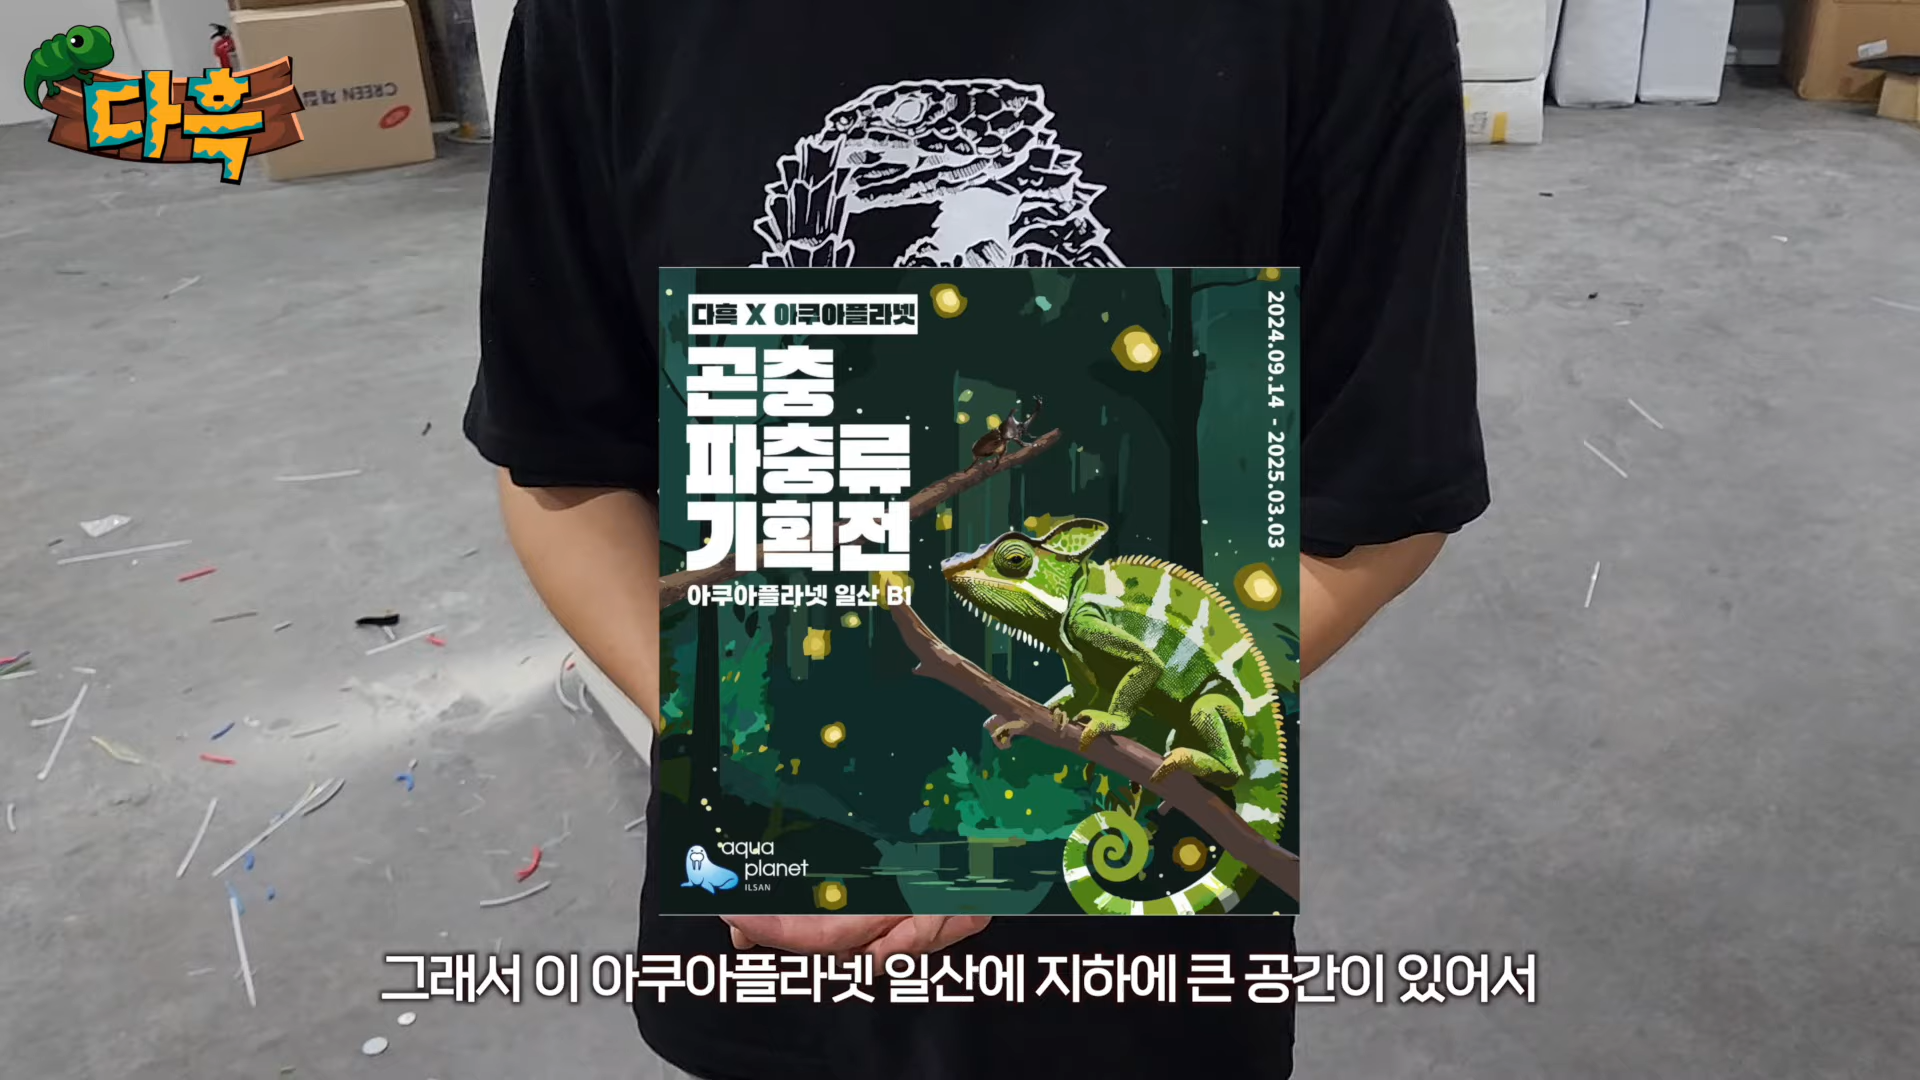 다흑
GREEN
다흑 X 아쿠아플라넷
곤충
파충류
기획전
아쿠아플라넷 일산 B1
2024.09.14 - 2025.03.03
aqua
planet
ILSAN
그래서 이 아쿠아플라넷 일산에 지하에 큰 공간이 있어서